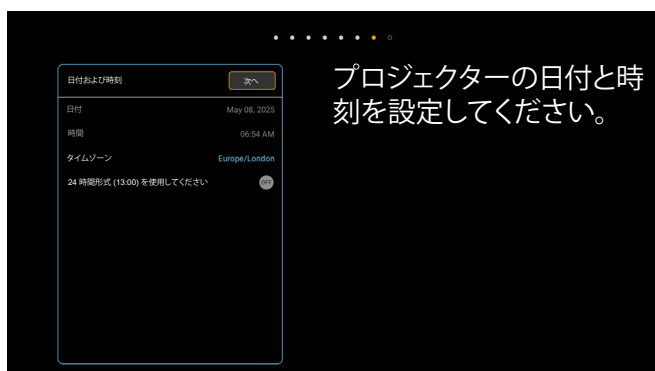 日付および時刻 次へ
日付 May 08, 2025
時間 06:54 AM
タイムゾーン Europe/London
24 時間形式 (13:00) を使用してください OFF
プロジェクターの日付と時
刻を設定してください。